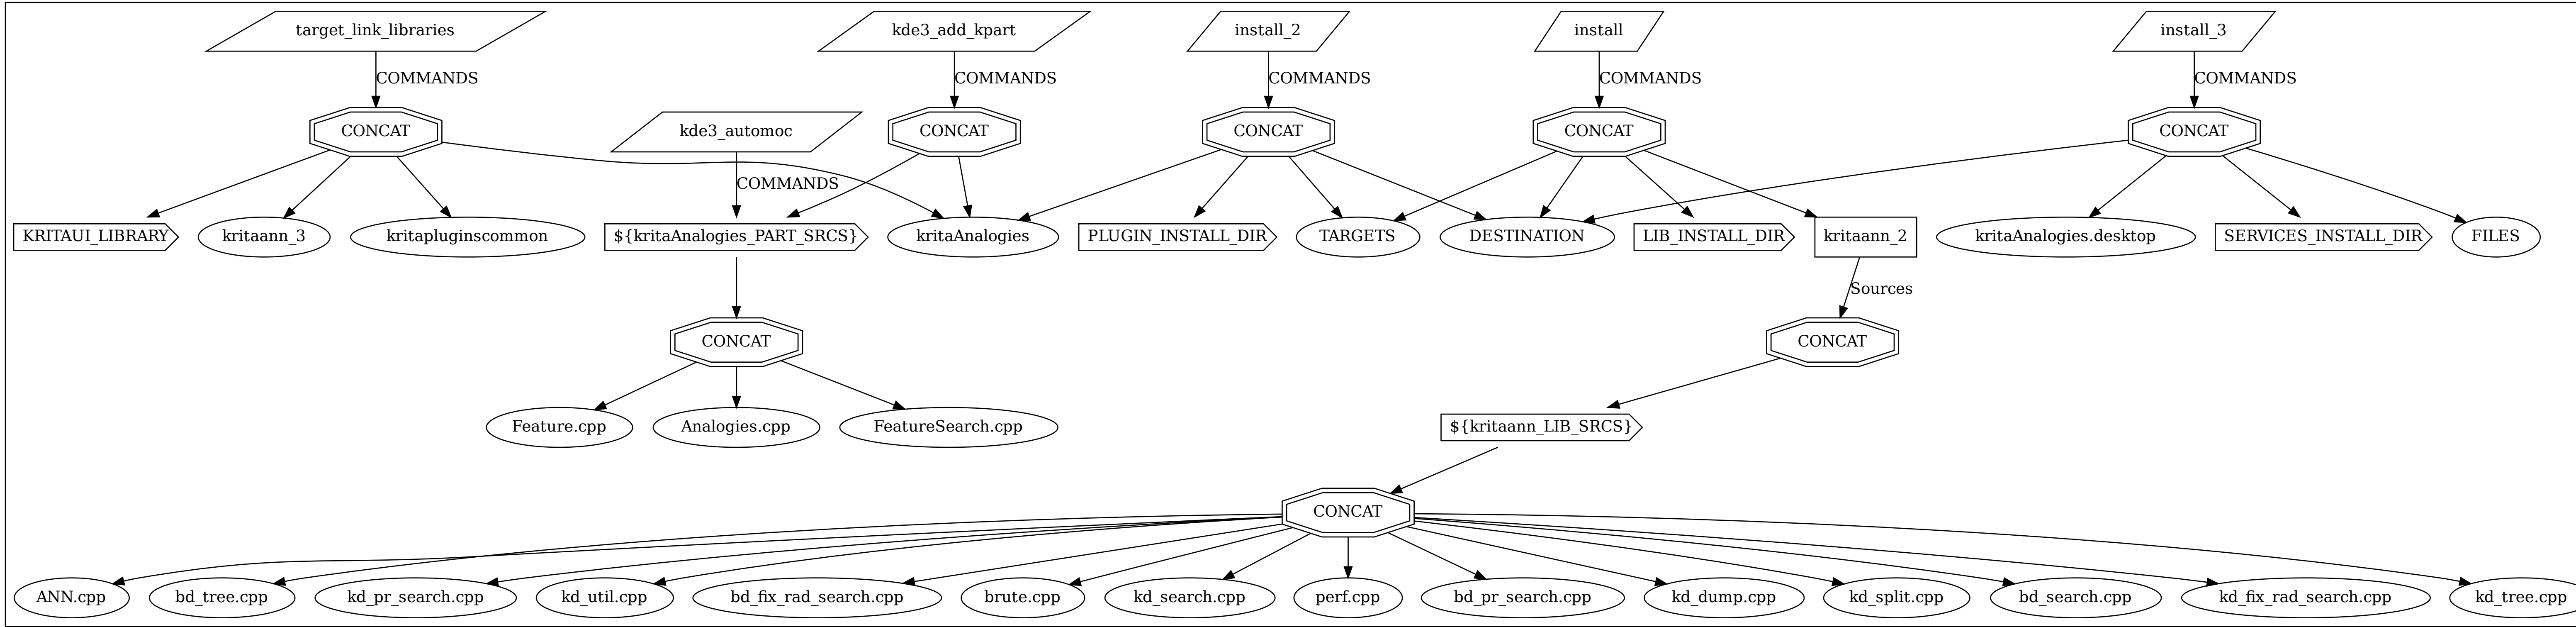 target_link_libraries
kde3_add_kpart
install_2
install
install_3
COMMANDS
COMMANDS
COMMANDS
COMMANDS
COMMANDS
CONCAT
kde3_automoc
CONCAT
CONCAT
CONCAT
CONCAT
COMMANDS
KRITAUI_LIBRARY
kritaann_3
kritapluginscommon
${kritaAnalogies_PART_SRCS}
kritaAnalogies
PLUGIN_INSTALL_DIR
TARGETS
DESTINATION
LIB_INSTALL_DIR
kritaann_2
kritaAnalogies.desktop
SERVICES_INSTALL_DIR
FILES
Sources
CONCAT
CONCAT
Feature.cpp
Analogies.cpp
FeatureSearch.cpp
${kritaann_LIB_SRCS}
CONCAT
ANN.cpp
bd_tree.cpp
kd_pr_search.cpp
kd_util.cpp
bd_fix_rad_search.cpp
brute.cpp
kd_search.cpp
perf.cpp
bd_pr_search.cpp
kd_dump.cpp
kd_split.cpp
bd_search.cpp
kd_fix_rad_search.cpp
kd_tree.cpp